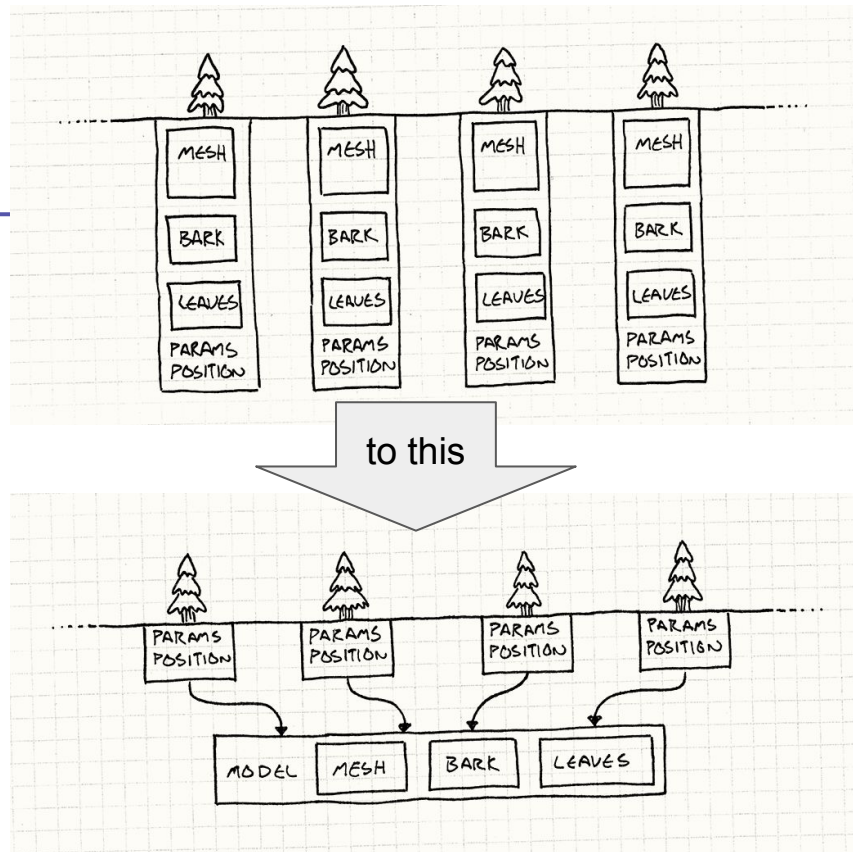 MESH
MESH
MESH
MESH
BARK
BARK
BARK
BARK
LEAVES
LEAVES
LEAVES
LEAVES
PARAMS
POSITION
PARAMS
POSITION
PARAMS
POSITION
PARAMS
POSITION
to this
PARAMS
POSITION
PARAMS
POSITION
PARAMS
POSITION
PARAMS
POSITION
MODEL
MESH
BARK
LEAVES